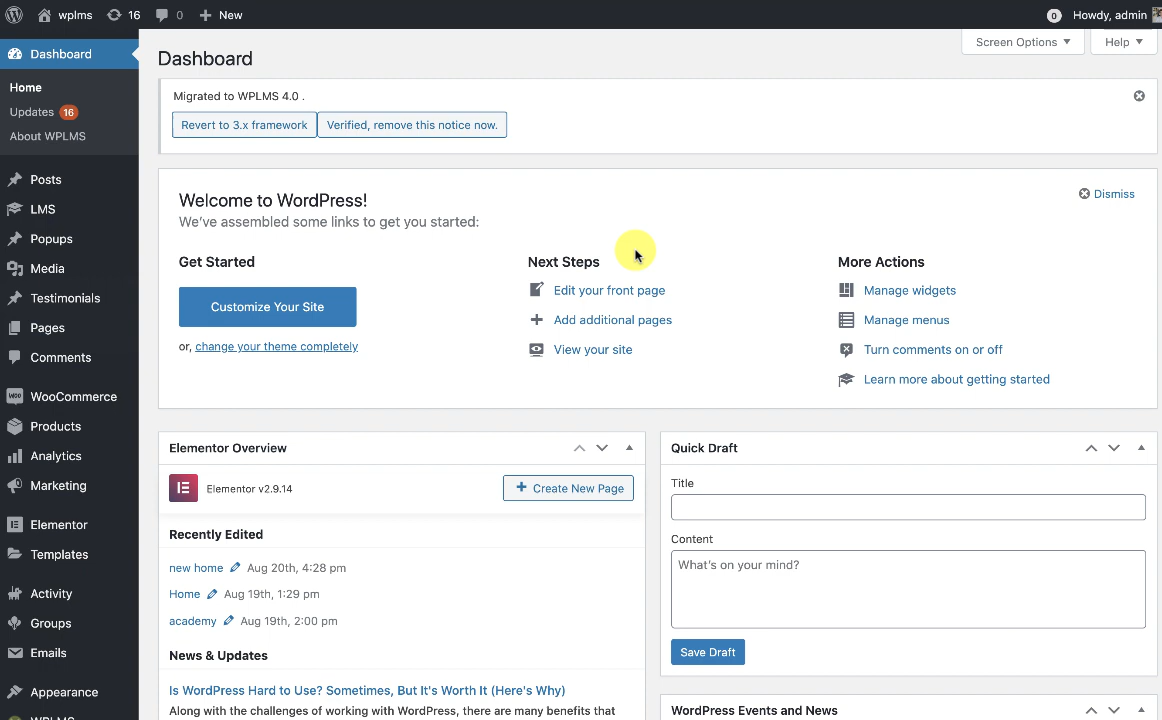 wplms 16 0 New 0 Howdy, admin
Screen Options Help
Dashboard
Home
Updates 16
About WPLMS
Posts
LMS
Popups
Media
Testimonials
Pages
Comments
WooCommerce
Products
Analytics
Marketing
Elementor
Templates
Activity
Groups
Emails
Appearance
WPLMS
Dashboard
Migrated to WPLMS 4.0 .
Revert to 3.x framework Verified, remove this notice now.
Welcome to WordPress!
Dismiss
We've assembled some links to get you started:
Get Started
Customize Your Site
or, change your theme completely
Next Steps
Edit your front page
Add additional pages
View your site
More Actions
Manage widgets
Manage menus
Turn comments on or off
Learn more about getting started
Elementor Overview
Elementor v2.9.14
Create New Page
Recently Edited
new home Aug 20th, 4:28 pm
Home Aug 19th, 1:29 pm
academy Aug 19th, 2:00 pm
News & Updates
Is WordPress Hard to Use? Sometimes, But It's Worth It (Here's Why)
Along with the challenges of working with WordPress, there are many benefits that
Quick Draft
Title
Content
What's on your mind?
Save Draft
WordPress Events and News